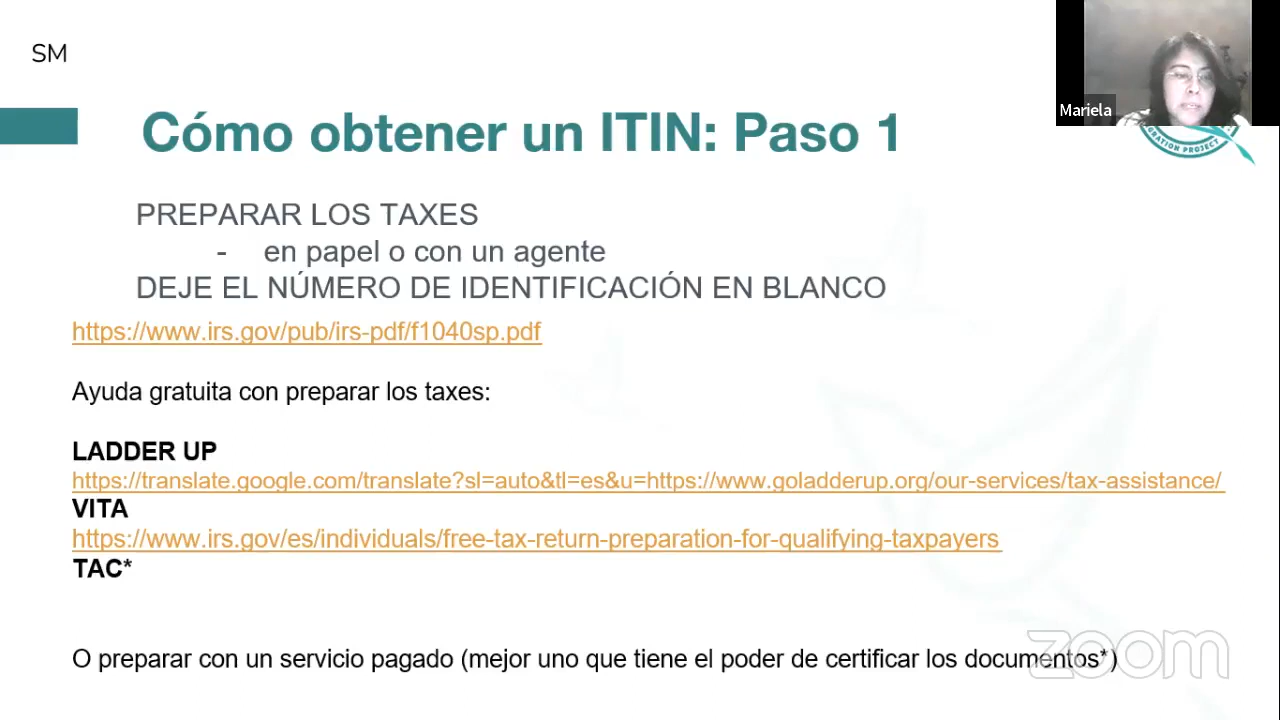 SM
Mariela
GRATION PROJECT
Cómo obtener un ITIN: Paso 1
PREPARAR LOS TAXES
- en papel o con un agente
DEJE EL NÚMERO DE IDENTIFICACIÓN EN BLANCO
https://www.irs.gov/pub/irs-pdf/f1040sp.pdf
Ayuda gratuita con preparar los taxes:
LADDER UP
https://translate.google.com/translate?sl=auto&tl=es&u=https://www.goladderup.org/our-services/tax-assistance/
VITA
https://www.irs.gov/es/individuals/free-tax-return-preparation-for-qualifying-taxpayers
TAC*
O preparar con un servicio pagado (mejor uno que tiene el poder de certificar los documentos*)
zoom